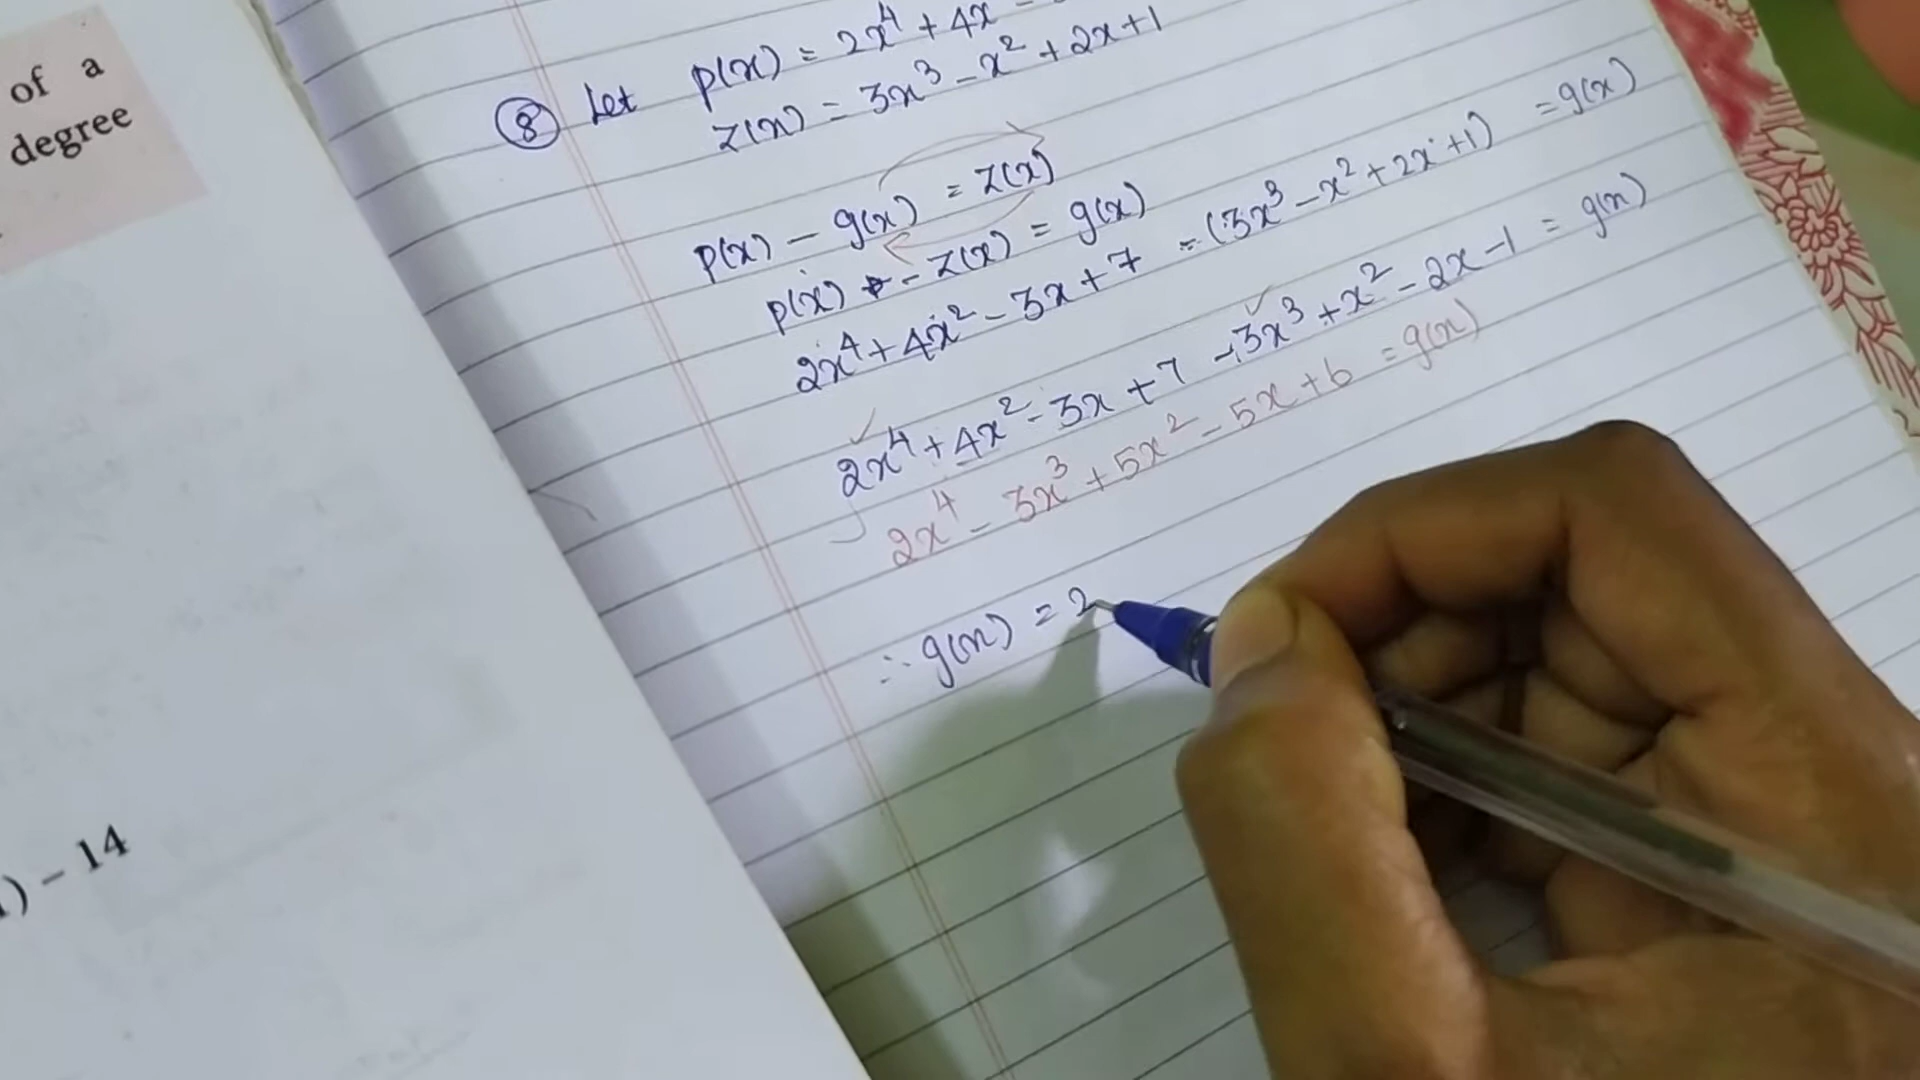 of a
degree
) - 14
⑧ Let p(x) = 2x⁴ + 4x
z(x) = 3x³ - x² + 2x + 1
p(x) - g(x) = z(x)
p(x) - z(x) = g(x)
2x⁴ + 4x² - 3x + 7 - (3x³ - x² + 2x + 1) = g(x)
2x⁴ + 4x² - 3x + 7 - 3x³ + x² - 2x - 1 = g(x)
2x⁴ - 3x³ + 5x² - 5x + 6 = g(x)
∴ g(x) = 2